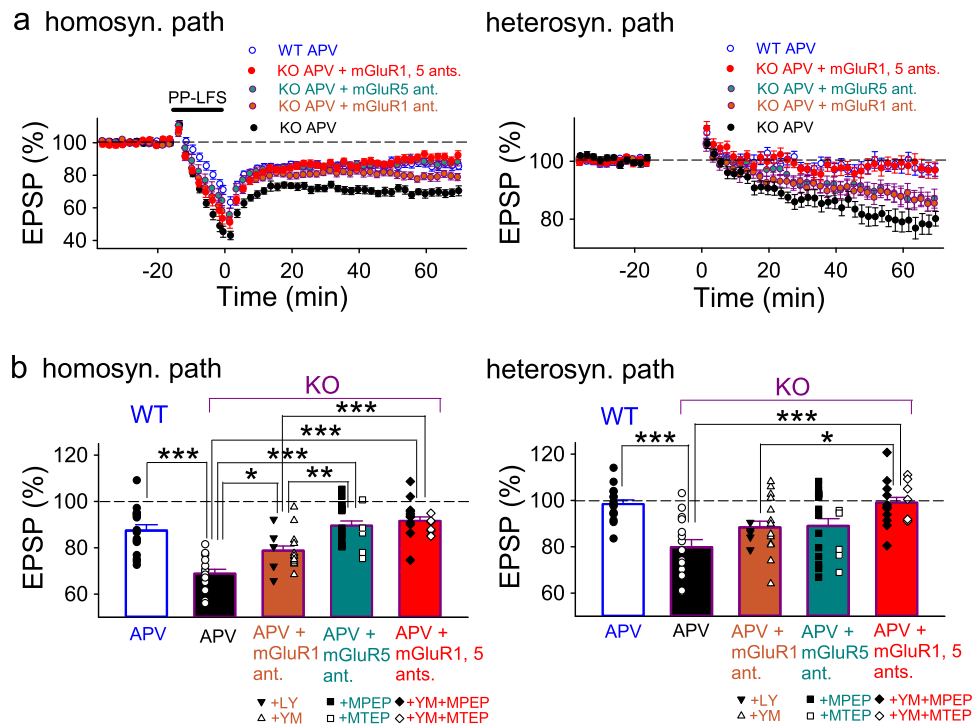 a homosyn. path
heterosyn. path
WT APV
KO APV + mGluR1, 5 ants.
KO APV + mGluR5 ant.
KO APV + mGluR1 ant.
KO APV
PP-LFS
EPSP (%)
100
80
60
40
-20
0
20
40
60
Time (min)
WT APV
KO APV + mGluR1, 5 ants.
KO APV + mGluR5 ant.
KO APV + mGluR1 ant.
KO APV
EPSP (%)
100
80
-20
0
20
40
60
Time (min)
b homosyn. path
KO
WT
***
***
***
***
*
**
EPSP (%)
120
100
80
60
APV
APV
APV + mGluR1 ant.
APV + mGluR5 ant.
APV + mGluR1, 5 ants.
+LY
+YM
+MPEP
+MTEP
+YM+MPEP
+YM+MTEP
heterosyn. path
KO
WT
***
***
*
EPSP (%)
120
100
80
60
APV
APV
APV + mGluR1 ant.
APV + mGluR5 ant.
APV + mGluR1, 5 ants.
+LY
+YM
+MPEP
+MTEP
+YM+MPEP
+YM+MTEP